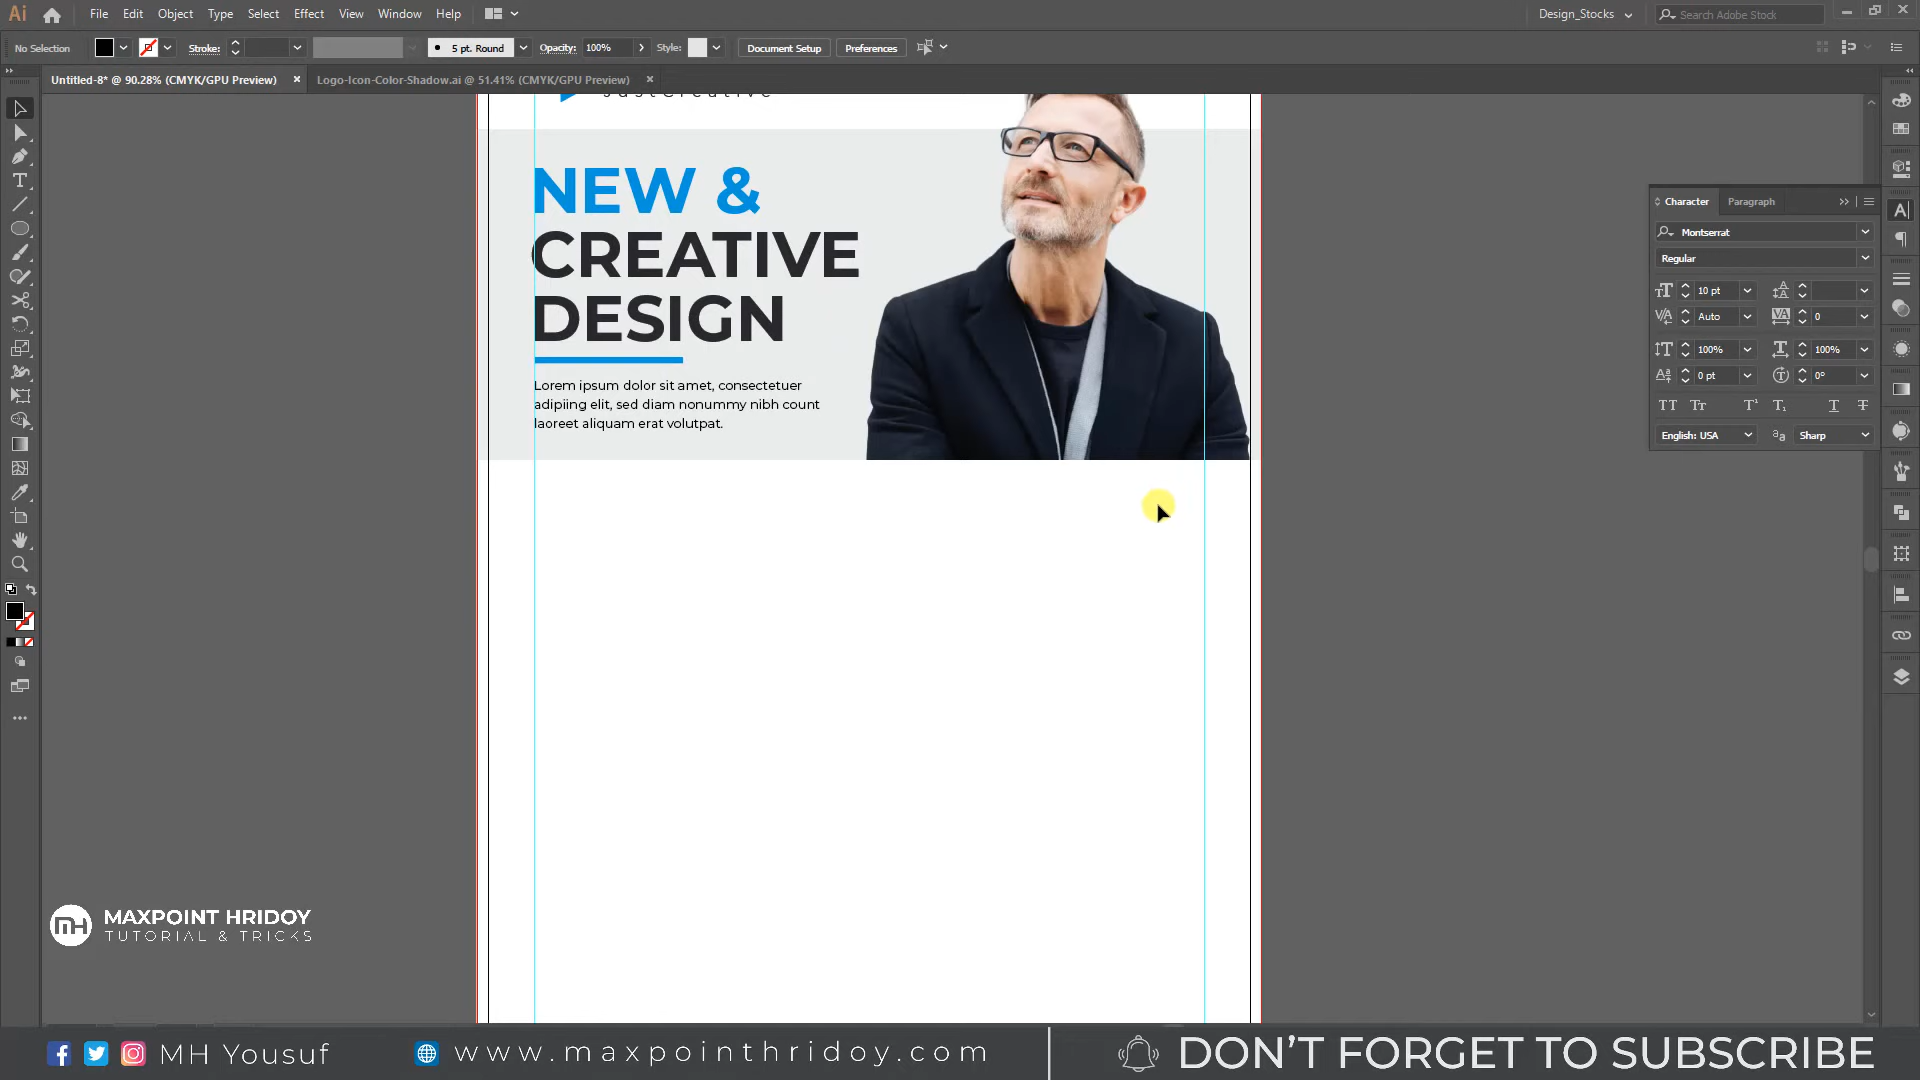 Ai File Edit Object Type Select Effect View Window Help Design_Stocks Search Adobe Stock
No Selection Stroke: 5 pt. Round Opacity: 100% Style: Document Setup Preferences
Untitled-8* @ 90.28% (CMYK/GPU Preview) × Logo-Icon-Color-Shadow.ai @ 51.41% (CMYK/GPU Preview) ×
JustCreative
NEW &
CREATIVE
DESIGN
Lorem ipsum dolor sit amet, consectetuer
adipiing elit, sed diam nonummy nibh count
laoreet aliquam erat volutpat.
Character Paragraph
Montserrat
Regular
10 pt
Auto 0
100% 100%
0 pt 0°
English: USA Sharp
MH MAXPOINT HRIDOY
TUTORIAL & TRICKS
MH Yousuf www.maxpointhridoy.com DON'T FORGET TO SUBSCRIBE